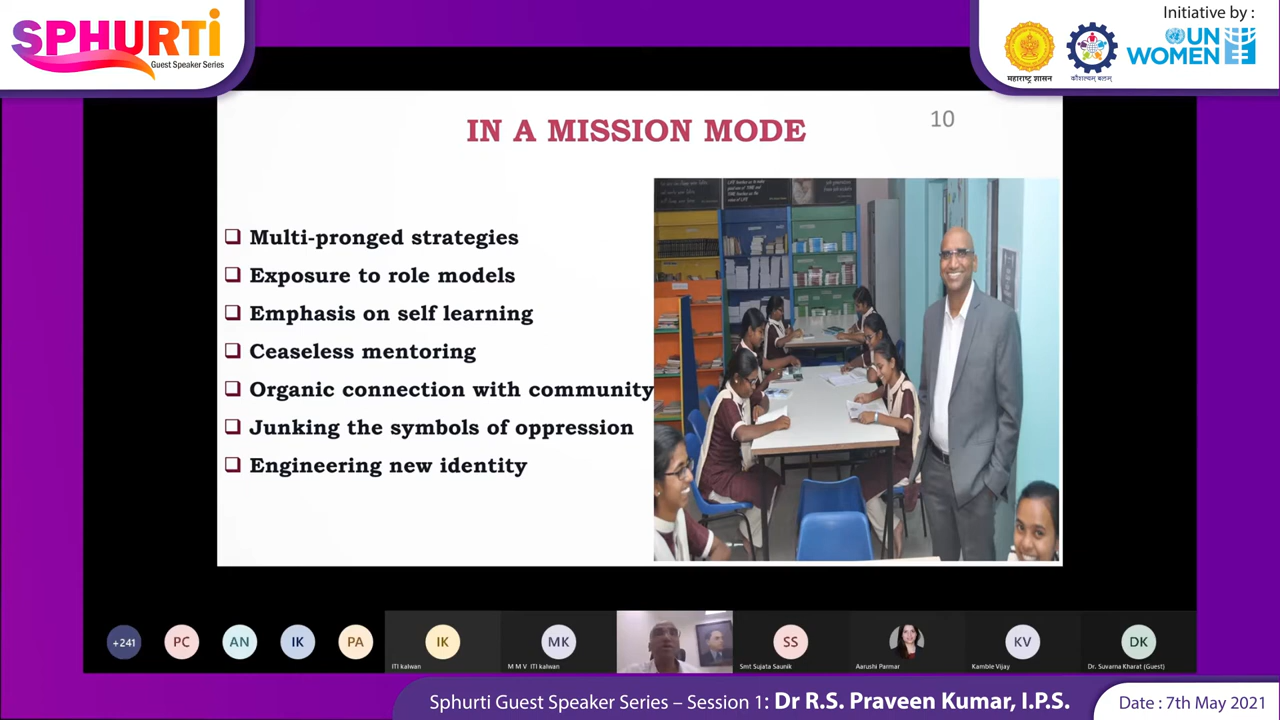 SPHURTI
Guest Speaker Series
Initiative by :
महाराष्ट्र शासन
कौशल्यम् बलम्
UN
WOMEN
IN A MISSION MODE
10
Multi-pronged strategies
Exposure to role models
Emphasis on self learning
Ceaseless mentoring
Organic connection with community
Junking the symbols of oppression
Engineering new identity
+241
PC
AN
IK
PA
IK
ITI kalwan
MK
M M V ITI kalwan
SS
Smt Sujata Saunik
Aarushi Parmar
KV
Kamble Vijay
DK
Dr. Suvarna Kharat (Guest)
Sphurti Guest Speaker Series – Session 1: Dr R.S. Praveen Kumar, I.P.S.
Date : 7th May 2021